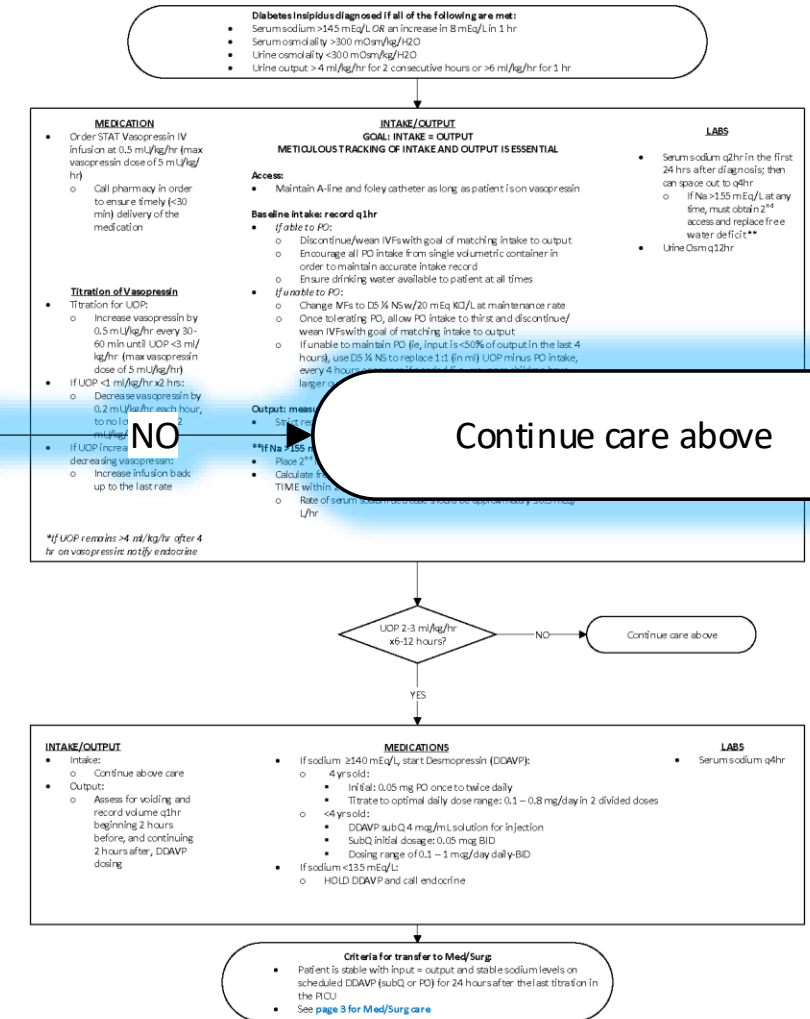 Diabetes Insipidus diagnosed if all of the following are met:
• Serum sodium >145 mEq/L OR an increase in 8 mEq/L in 1 hr
• Serum osmolality >300 mOsm/kg/H2O
• Urine osmolality <300 mOsm/kg/H2O
• Urine output > 4 ml/kg/hr for 2 consecutive hours or >6 ml/kg/hr for 1 hr
MEDICATION
• Order STAT Vasopressin IV
infusion at 0.5 mU/kg/hr (max
vasopressin dose of 5 mU/kg/
hr)
o Call pharmacy in order
to ensure timely (<30
min) delivery of the
medication
Titration of Vasopressin
• Titration for UOP:
o Increase vasopressin by
0.5 mU/kg/hr every 30-
60 min until UOP <3 ml/
kg/hr (max vasopressin
dose of 5 mU/kg/hr)
• If UOP <1 ml/kg/hr x2 hrs:
o Decrease vasopressin by
0.2 mU/kg/hr each hour,
to no
2
mU/kg/
• If UOP
decreasing vasopressin:
o Increase infusion back
up to the last rate
*If UOP remains >4 ml/kg/hr after 4
hr on vasopressin: notify endocrine
INTAKE/OUTPUT
GOAL: INTAKE = OUTPUT
METICULOUS TRACKING OF INTAKE AND OUTPUT IS ESSENTIAL
Access:
• Maintain A-line and foley catheter as long as patient is on vasopressin
Baseline intake: record q1hr
• If able to PO:
o Discontinue/wean IVFs with goal of matching intake to output
o Encourage all PO intake from single volumetric container in
order to maintain accurate intake record
o Ensure drinking water available to patient at all times
• If unable to PO:
o Change IVFs to D5 ¼ NS w/20 mEq KCl/L at maintenance rate
o Once tolerating PO, allow PO intake to thirst and discontinue/
wean IVFs with goal of matching intake to output
o If unable to maintain PO (ie, input is <50% of output in the last 4
hours), use D5 ¼ NS to replace 1:1 (in ml) UOP minus PO intake,
every 4 hours
larger
Output:
• Strict
**If Na >155
• Place 2nd
• Calculate
TIME within
o Rate of serum sodium decrease should be approximately
L/hr
LABS
• Serum sodium q2hr in the first
24 hrs after diagnosis; then
can space out to q4hr
o If Na >155 mEq/L at any
time, must obtain 2nd
access and replace free
water deficit**
• Urine Osm q12hr
NO
Continue care above
UOP 2-3 ml/kg/hr
x6-12 hours?
NO
Continue care above
YES
INTAKE/OUTPUT
• Intake:
o Continue above care
• Output:
o Assess for voiding and
record volume q1hr
beginning 2 hours
before, and continuing
2 hours after, DDAVP
dosing
MEDICATIONS
• If sodium ≥140 mEq/L, start Desmopressin (DDAVP):
o 4 yrs old:
▪ Initial: 0.05 mg PO once to twice daily
▪ Titrate to optimal daily dose range: 0.1 – 0.8 mg/day in 2 divided doses
o <4 yrs old:
▪ DDAVP subQ 4 mcg/mL solution for injection
▪ SubQ initial dosage: 0.05 mcg BID
▪ Dosing range of 0.1 – 1 mcg/day daily-BID
• If sodium <135 mEq/L:
o HOLD DDAVP and call endocrine
LABS
• Serum sodium q4hr
Criteria for transfer to Med/Surg:
• Patient is stable with input = output and stable sodium levels on
scheduled DDAVP (subQ or PO) for 24 hours after the last titration in
the PICU
• See page 3 for Med/Surg care